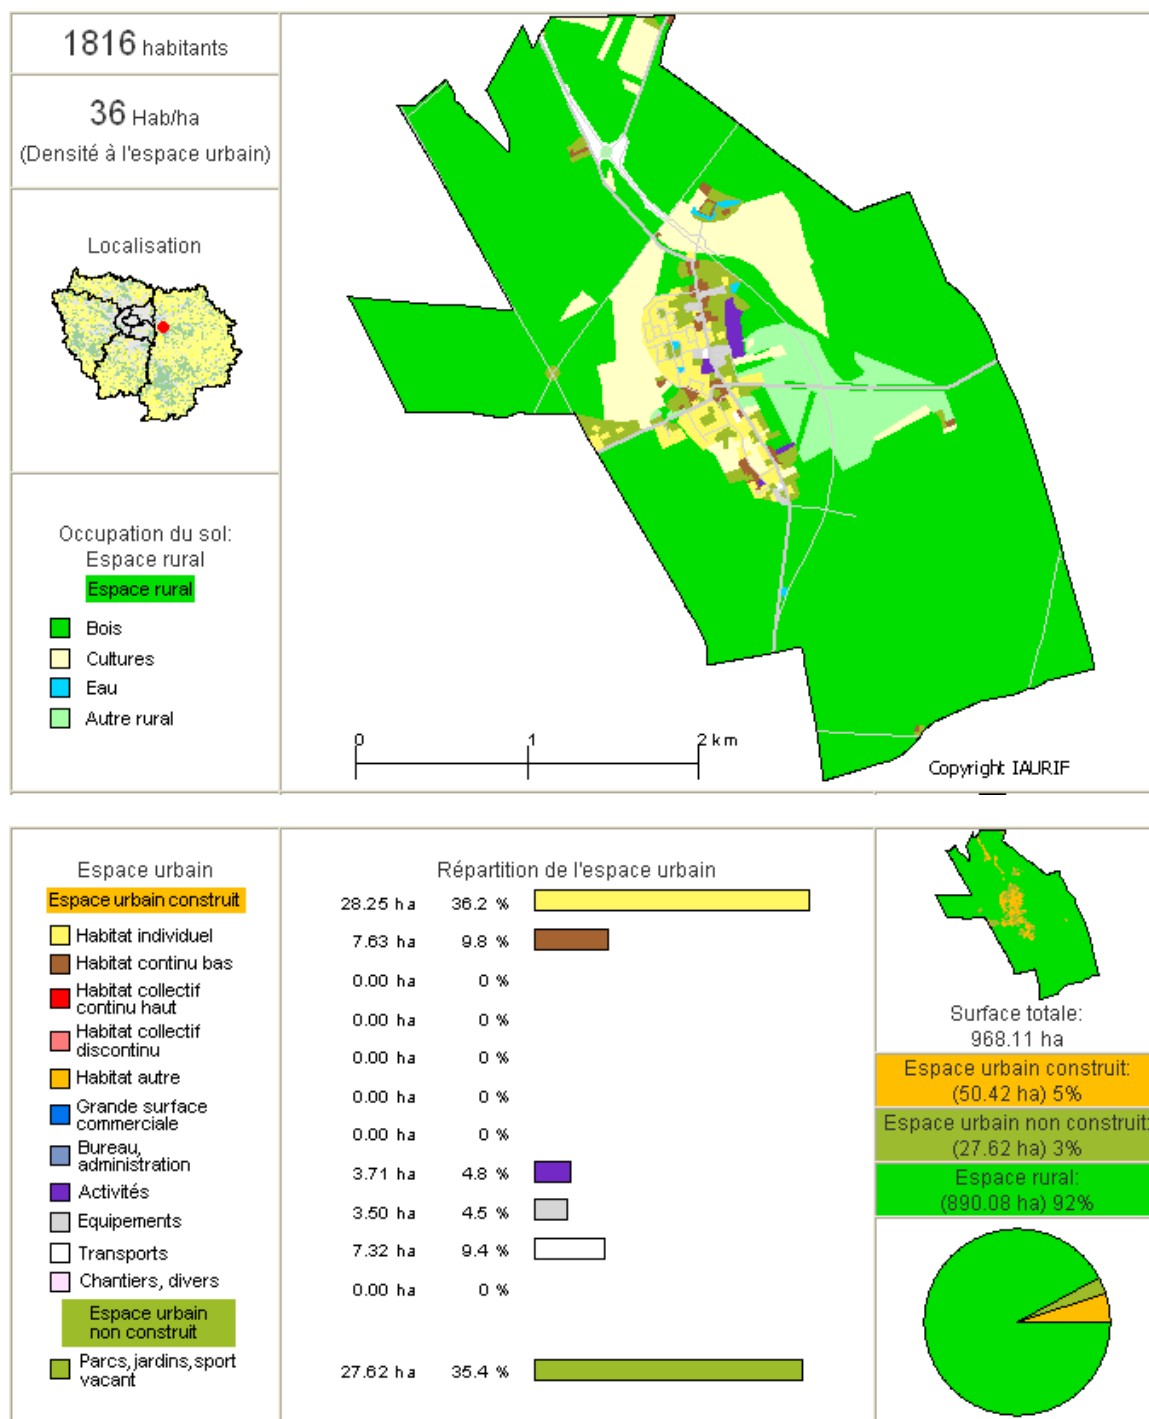 1816 habitants
36 Hab/ha
(Densité à l'espace urbain)
Localisation
Occupation du sol:
Espace rural
Espace rural
Bois
Cultures
Eau
Autre rural
0 1 2 km
Copyright IAURIF
Espace urbain
Espace urbain construit
Habitat individuel
Habitat continu bas
Habitat collectif
continu haut
Habitat collectif
discontinu
Habitat autre
Grande surface
commerciale
Bureau,
administration
Activités
Equipements
Transports
Chantiers, divers
Espace urbain
non construit
Parcs, jardins, sport
vacant
Répartition de l'espace urbain
28.25 ha 36.2 %
7.63 ha 9.8 %
0.00 ha 0 %
0.00 ha 0 %
0.00 ha 0 %
0.00 ha 0 %
0.00 ha 0 %
3.71 ha 4.8 %
3.50 ha 4.5 %
7.32 ha 9.4 %
0.00 ha 0 %
27.62 ha 35.4 %
Surface totale:
968.11 ha
Espace urbain construit:
(50.42 ha) 5%
Espace urbain non construit:
(27.62 ha) 3%
Espace rural:
(890.08 ha) 92%